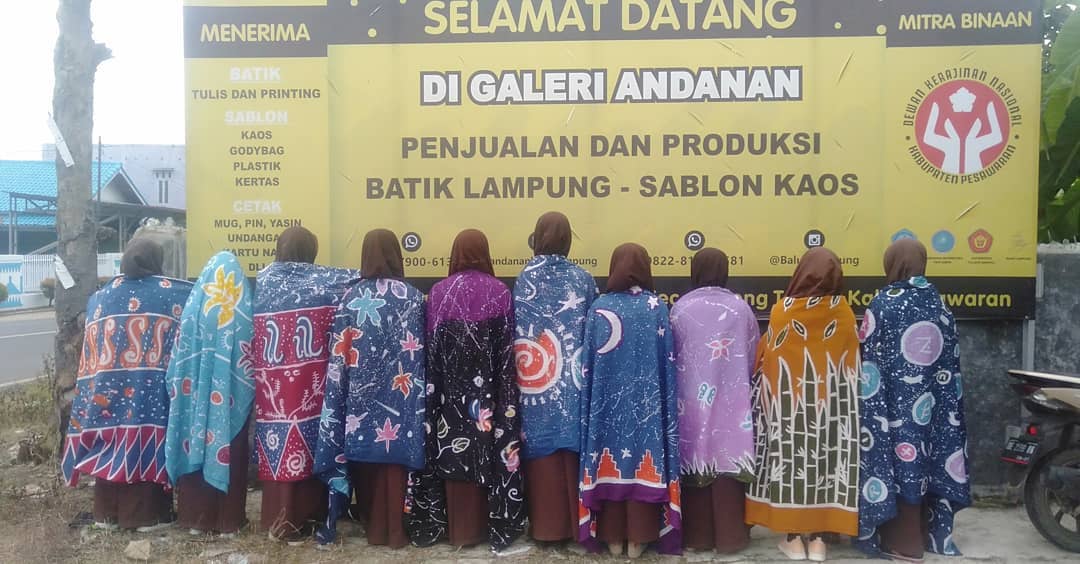 MENERIMA
BATIK
TULIS DAN PRINTING
SABLON
KAOS
GODYBAG
PLASTIK
KERTAS
CETAK
MUG, PIN, YASIN
SELAMAT DATANG
DI GALERI ANDANAN
PENJUALAN DAN PRODUKSI
BATIK LAMPUNG - SABLON KAOS
MITRA BINAAN
DEWAN KERAJINAN NASIONAL
KABUPATEN PESAWARAN